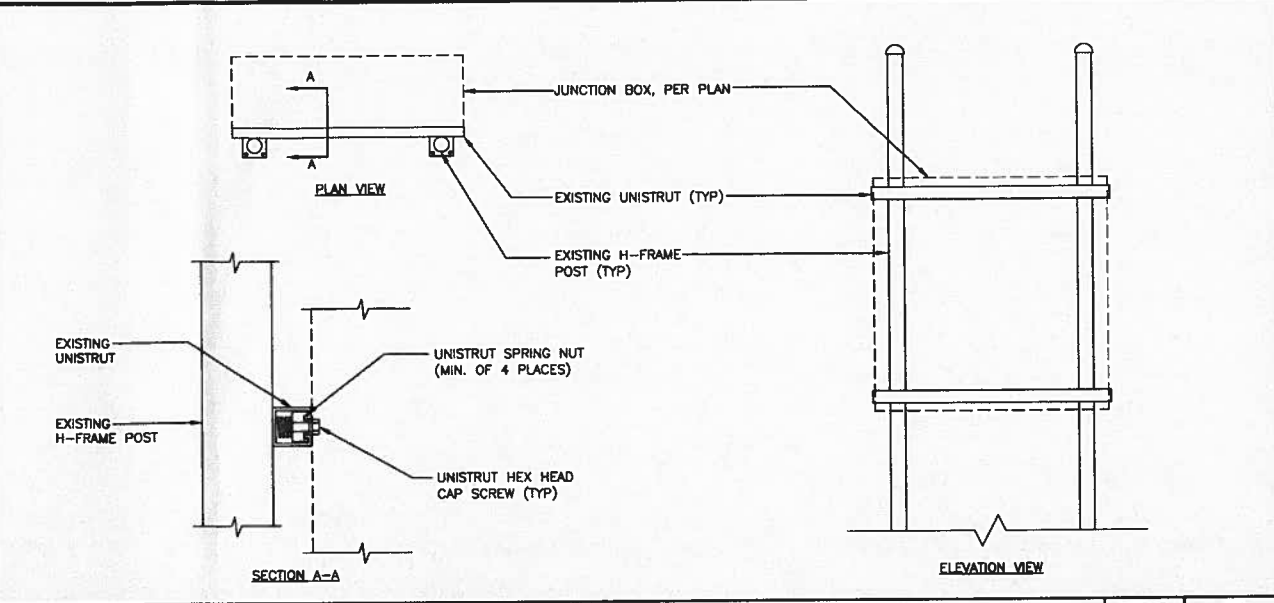 A
A
PLAN VIEW
JUNCTION BOX, PER PLAN
EXISTING UNISTRUT (TYP)
EXISTING H-FRAME
POST (TYP)
EXISTING
UNISTRUT
EXISTING
H-FRAME POST
UNISTRUT SPRING NUT
(MIN. OF 4 PLACES)
UNISTRUT HEX HEAD
CAP SCREW (TYP)
SECTION A-A
ELEVATION VIEW